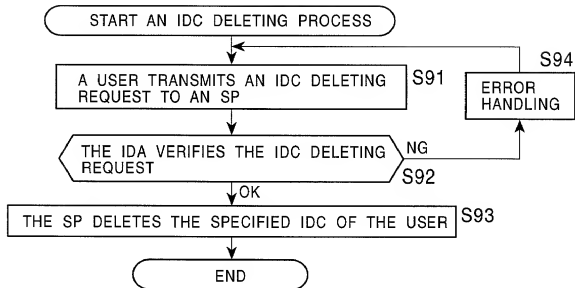 START AN IDC DELETING PROCESS
S94
A USER TRANSMITS AN IDC DELETING
REQUEST TO AN SP
S91
ERROR
HANDLING
THE IDA VERIFIES THE IDC DELETING
REQUEST
NG
S92
OK
THE SP DELETES THE SPECIFIED IDC OF THE USER
S93
END